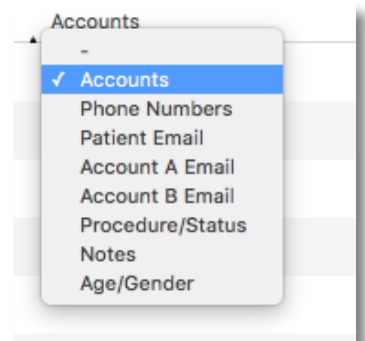 Accounts
-
✓ Accounts
Phone Numbers
Patient Email
Account A Email
Account B Email
Procedure/Status
Notes
Age/Gender